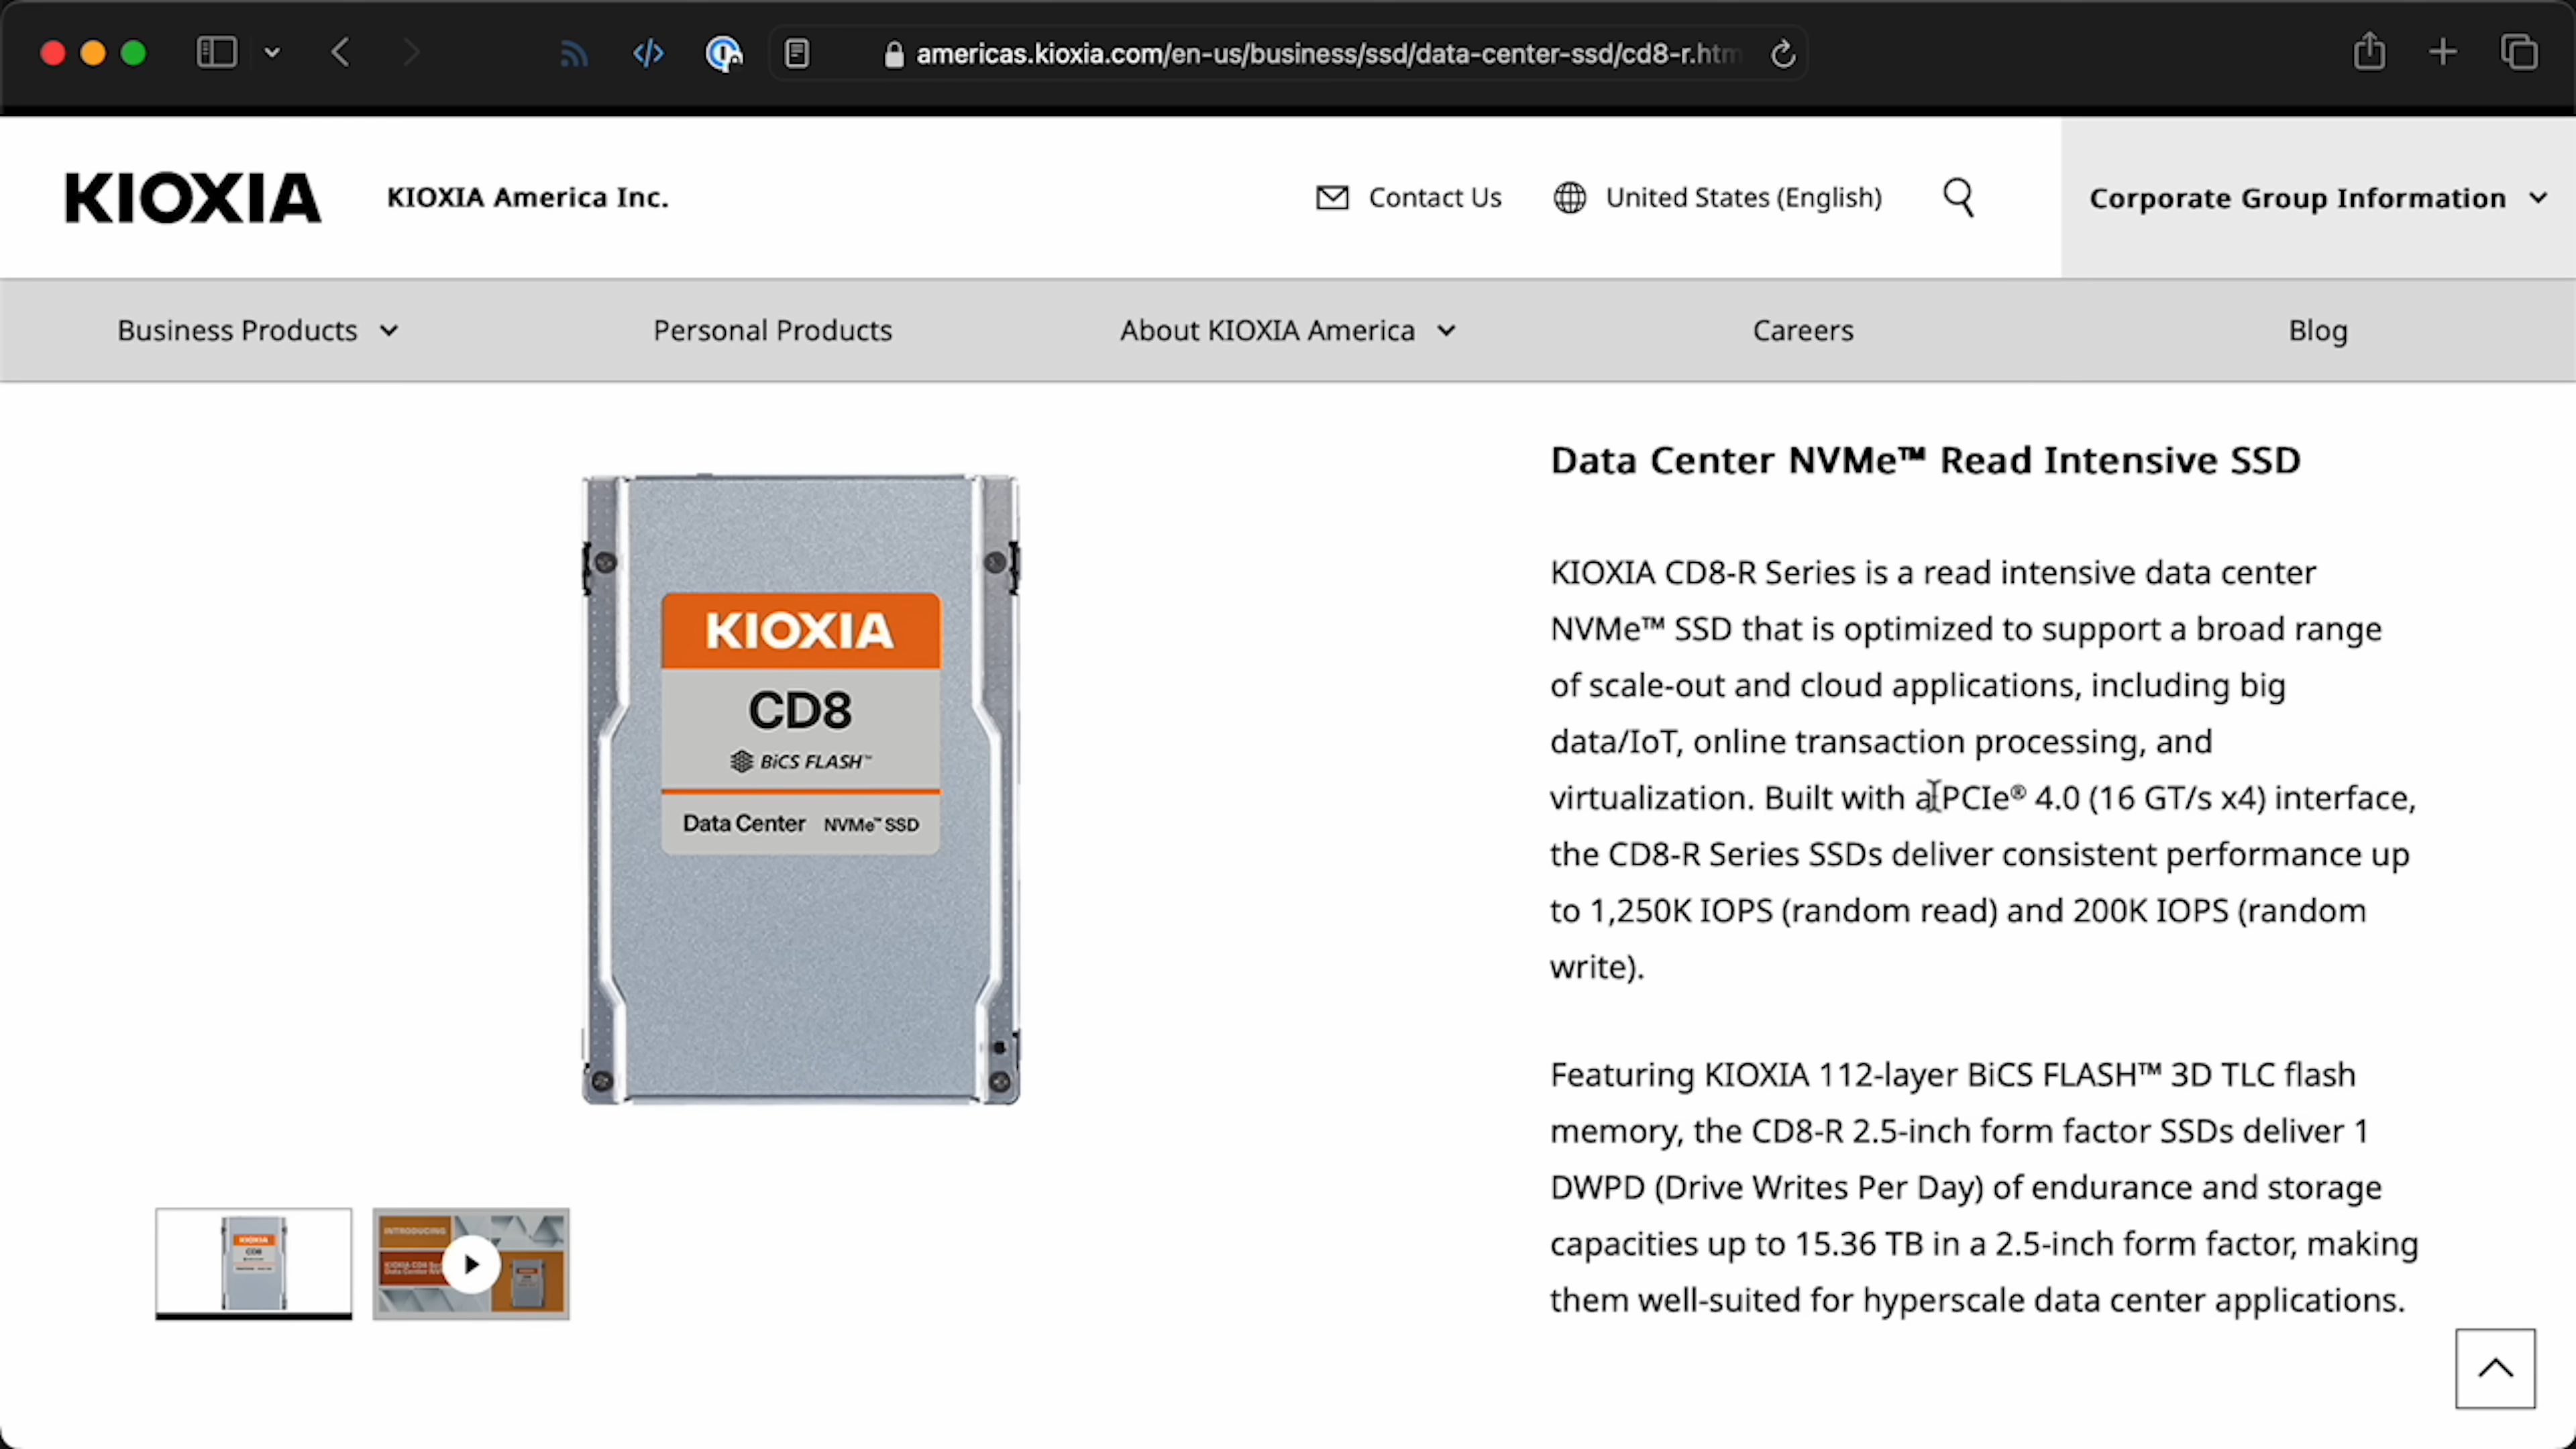 americas.kioxia.com/en-us/business/ssd/data-center-ssd/cd8-r.htm
KIOXIA
KIOXIA America Inc.
Contact Us
United States (English)
Corporate Group Information
Business Products
Personal Products
About KIOXIA America
Careers
Blog
KIOXIA
CD8
BiCS FLASH™
Data Center NVMe™ SSD
Data Center NVMe™ Read Intensive SSD
KIOXIA CD8-R Series is a read intensive data center
NVMe™ SSD that is optimized to support a broad range
of scale-out and cloud applications, including big
data/IoT, online transaction processing, and
virtualization. Built with a PCIe® 4.0 (16 GT/s x4) interface,
the CD8-R Series SSDs deliver consistent performance up
to 1,250K IOPS (random read) and 200K IOPS (random
write).
Featuring KIOXIA 112-layer BiCS FLASH™ 3D TLC flash
memory, the CD8-R 2.5-inch form factor SSDs deliver 1
DWPD (Drive Writes Per Day) of endurance and storage
capacities up to 15.36 TB in a 2.5-inch form factor, making
them well-suited for hyperscale data center applications.
KIOXIA
CD8
INTRODUCING